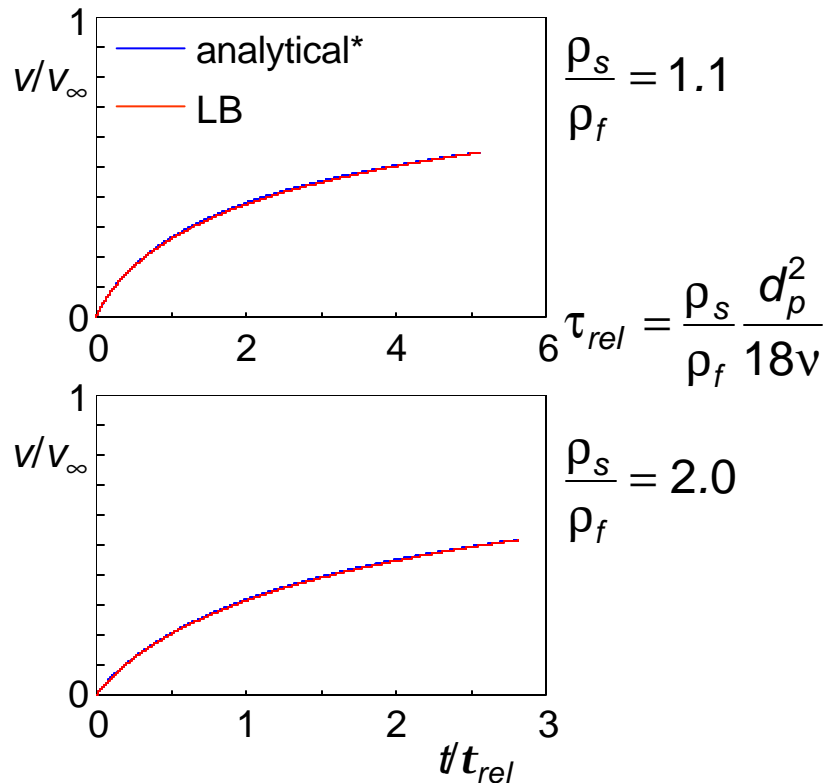 1
analytical*
v/v∞
LB
ρs/ρf = 1.1
0
0 2 4 6
τrel = ρs/ρf dp²/18ν
1
v/v∞
ρs/ρf = 2.0
0
0 1 2 3
t/trel